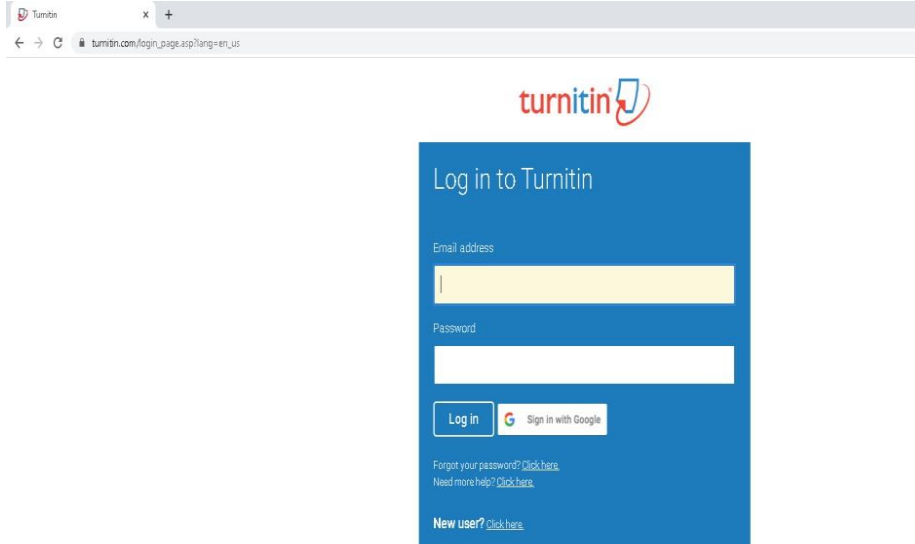 Turnitin
turnitin.com/login_page.asp?lang=en_us
turnitin
Log in to Turnitin
Email address
Password
Log in
G Sign in with Google
Forgot your password? Click here.
Need more help? Click here.
New user? Click here.